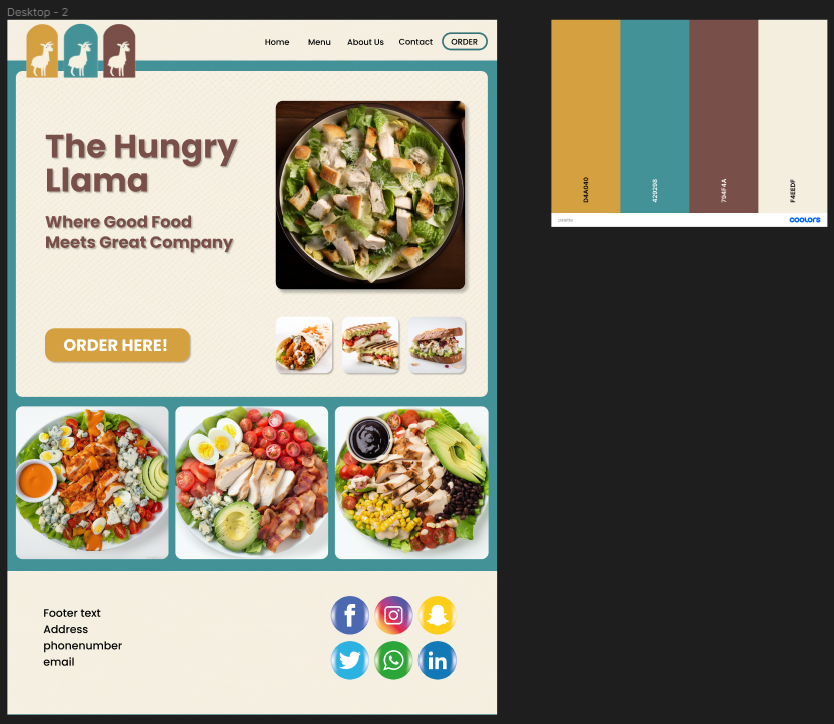 Desktop - 2
Home Menu About Us Contact ORDER
The Hungry
Llama
Where Good Food
Meets Great Company
ORDER HERE!
Footer text
Address
phonenumber
email
D4A040
429298
794F4A
F4EEDF
coolors